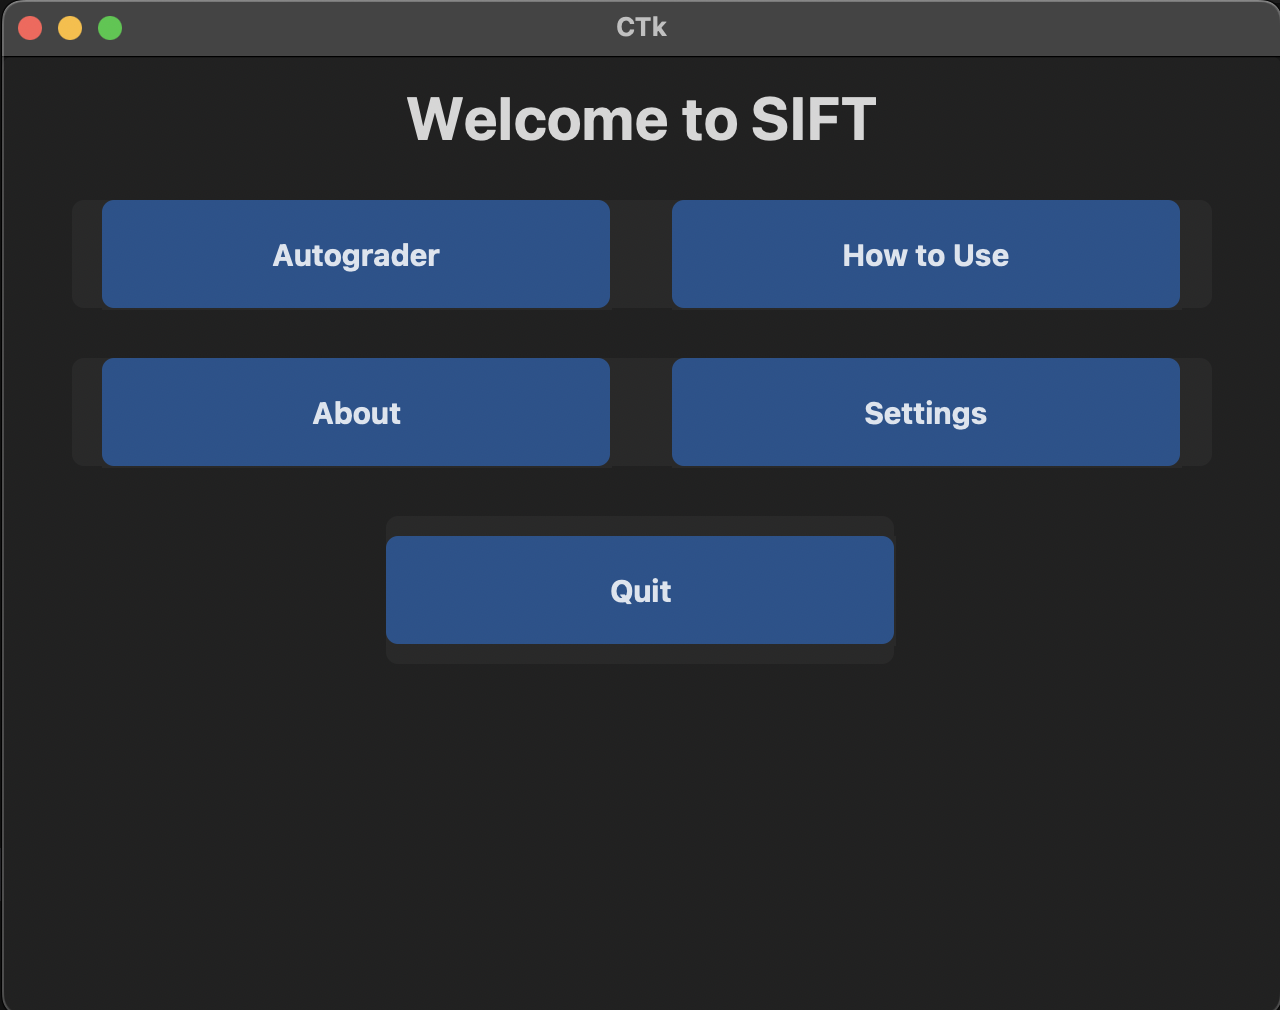 CTk
Welcome to SIFT
Autograder
How to Use
About
Settings
Quit